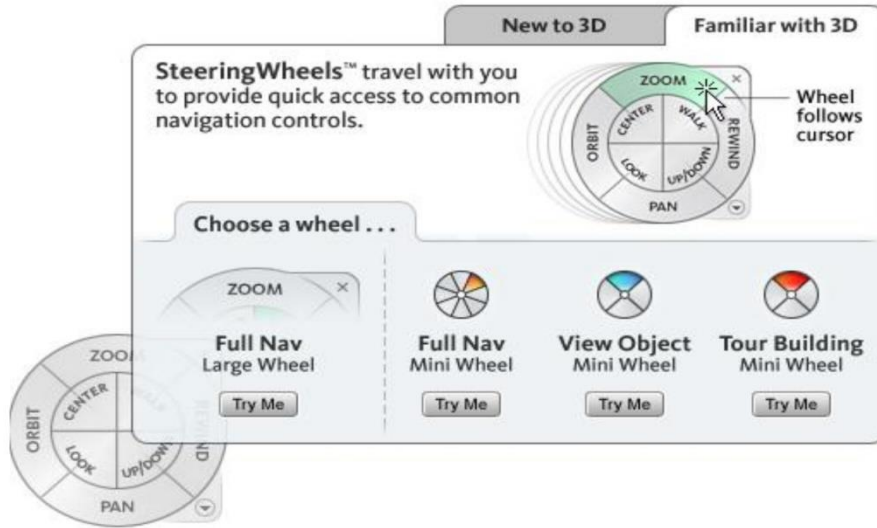 New to 3D
Familiar with 3D
SteeringWheels™ travel with you
to provide quick access to common
navigation controls.
ZOOM
CENTER
WALK
ORBIT
REWIND
LOOK
UP/DOWN
PAN
Wheel
follows
cursor
Choose a wheel . . .
ZOOM
Full Nav
Large Wheel
Try Me
Full Nav
Mini Wheel
Try Me
View Object
Mini Wheel
Try Me
Tour Building
Mini Wheel
Try Me
ZOOM
CENTER
WALK
ORBIT
REWIND
LOOK
UP/DOWN
PAN